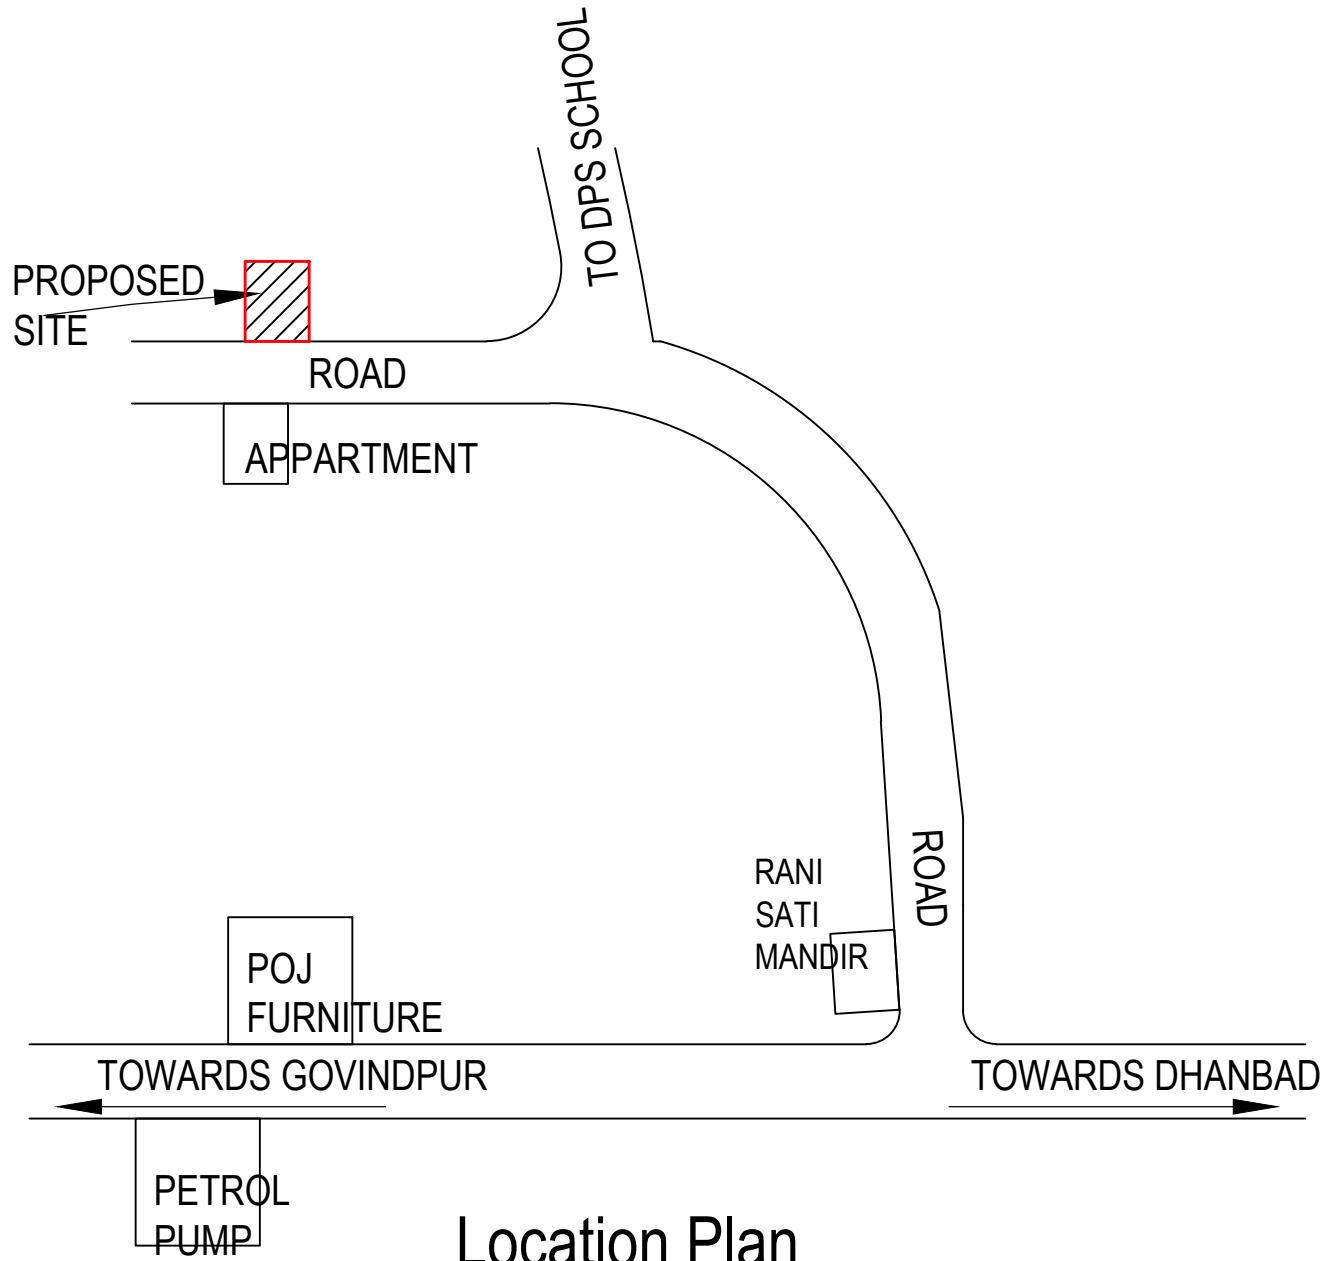 TO DPS SCHOOL
PROPOSED
SITE
ROAD
APPARTMENT
ROAD
RANI
SATI
MANDIR
POJ
FURNITURE
TOWARDS GOVINDPUR
TOWARDS DHANBAD
PETROL
PUMP
Location Plan